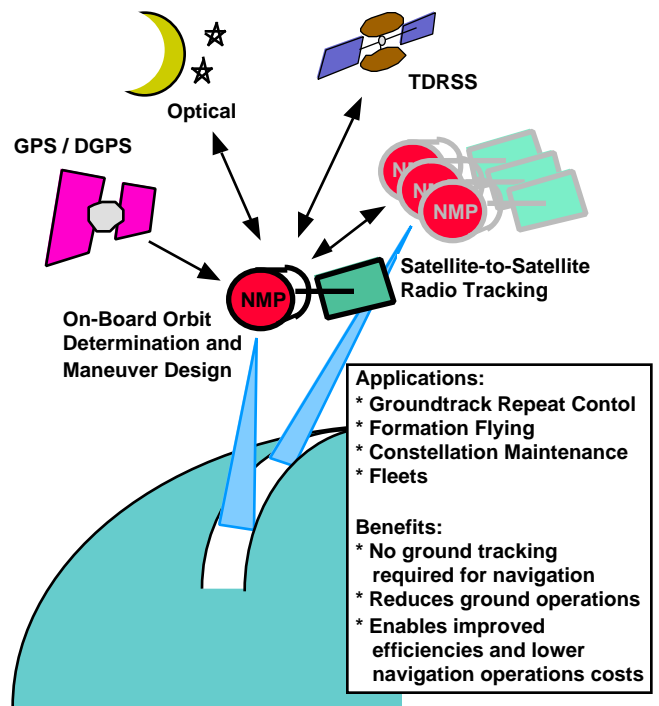 Optical
TDRSS
GPS / DGPS
NMP
NMP
NMP
NMP
Satellite-to-Satellite
Radio Tracking
On-Board Orbit
Determination and
Maneuver Design
Applications:
* Groundtrack Repeat Contol
* Formation Flying
* Constellation Maintenance
* Fleets
Benefits:
* No ground tracking
required for navigation
* Reduces ground operations
* Enables improved
efficiencies and lower
navigation operations costs